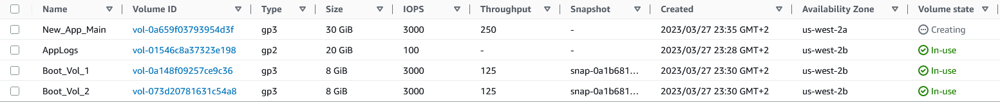 Name Volume ID Type Size IOPS Throughput Snapshot Created Availability Zone Volume state
New_App_Main vol-0a659f03793954d3f gp3 30 GiB 3000 250 - 2023/03/27 23:35 GMT+2 us-west-2a Creating
AppLogs vol-01546c8a37323e198 gp2 20 GiB 100 - - 2023/03/27 23:28 GMT+2 us-west-2b In-use
Boot_Vol_1 vol-0a148f09257ce9c36 gp3 8 GiB 3000 125 snap-0a1b681... 2023/03/27 23:30 GMT+2 us-west-2b In-use
Boot_Vol_2 vol-073d20781631c54a8 gp3 8 GiB 3000 125 snap-0a1b681... 2023/03/27 23:30 GMT+2 us-west-2b In-use